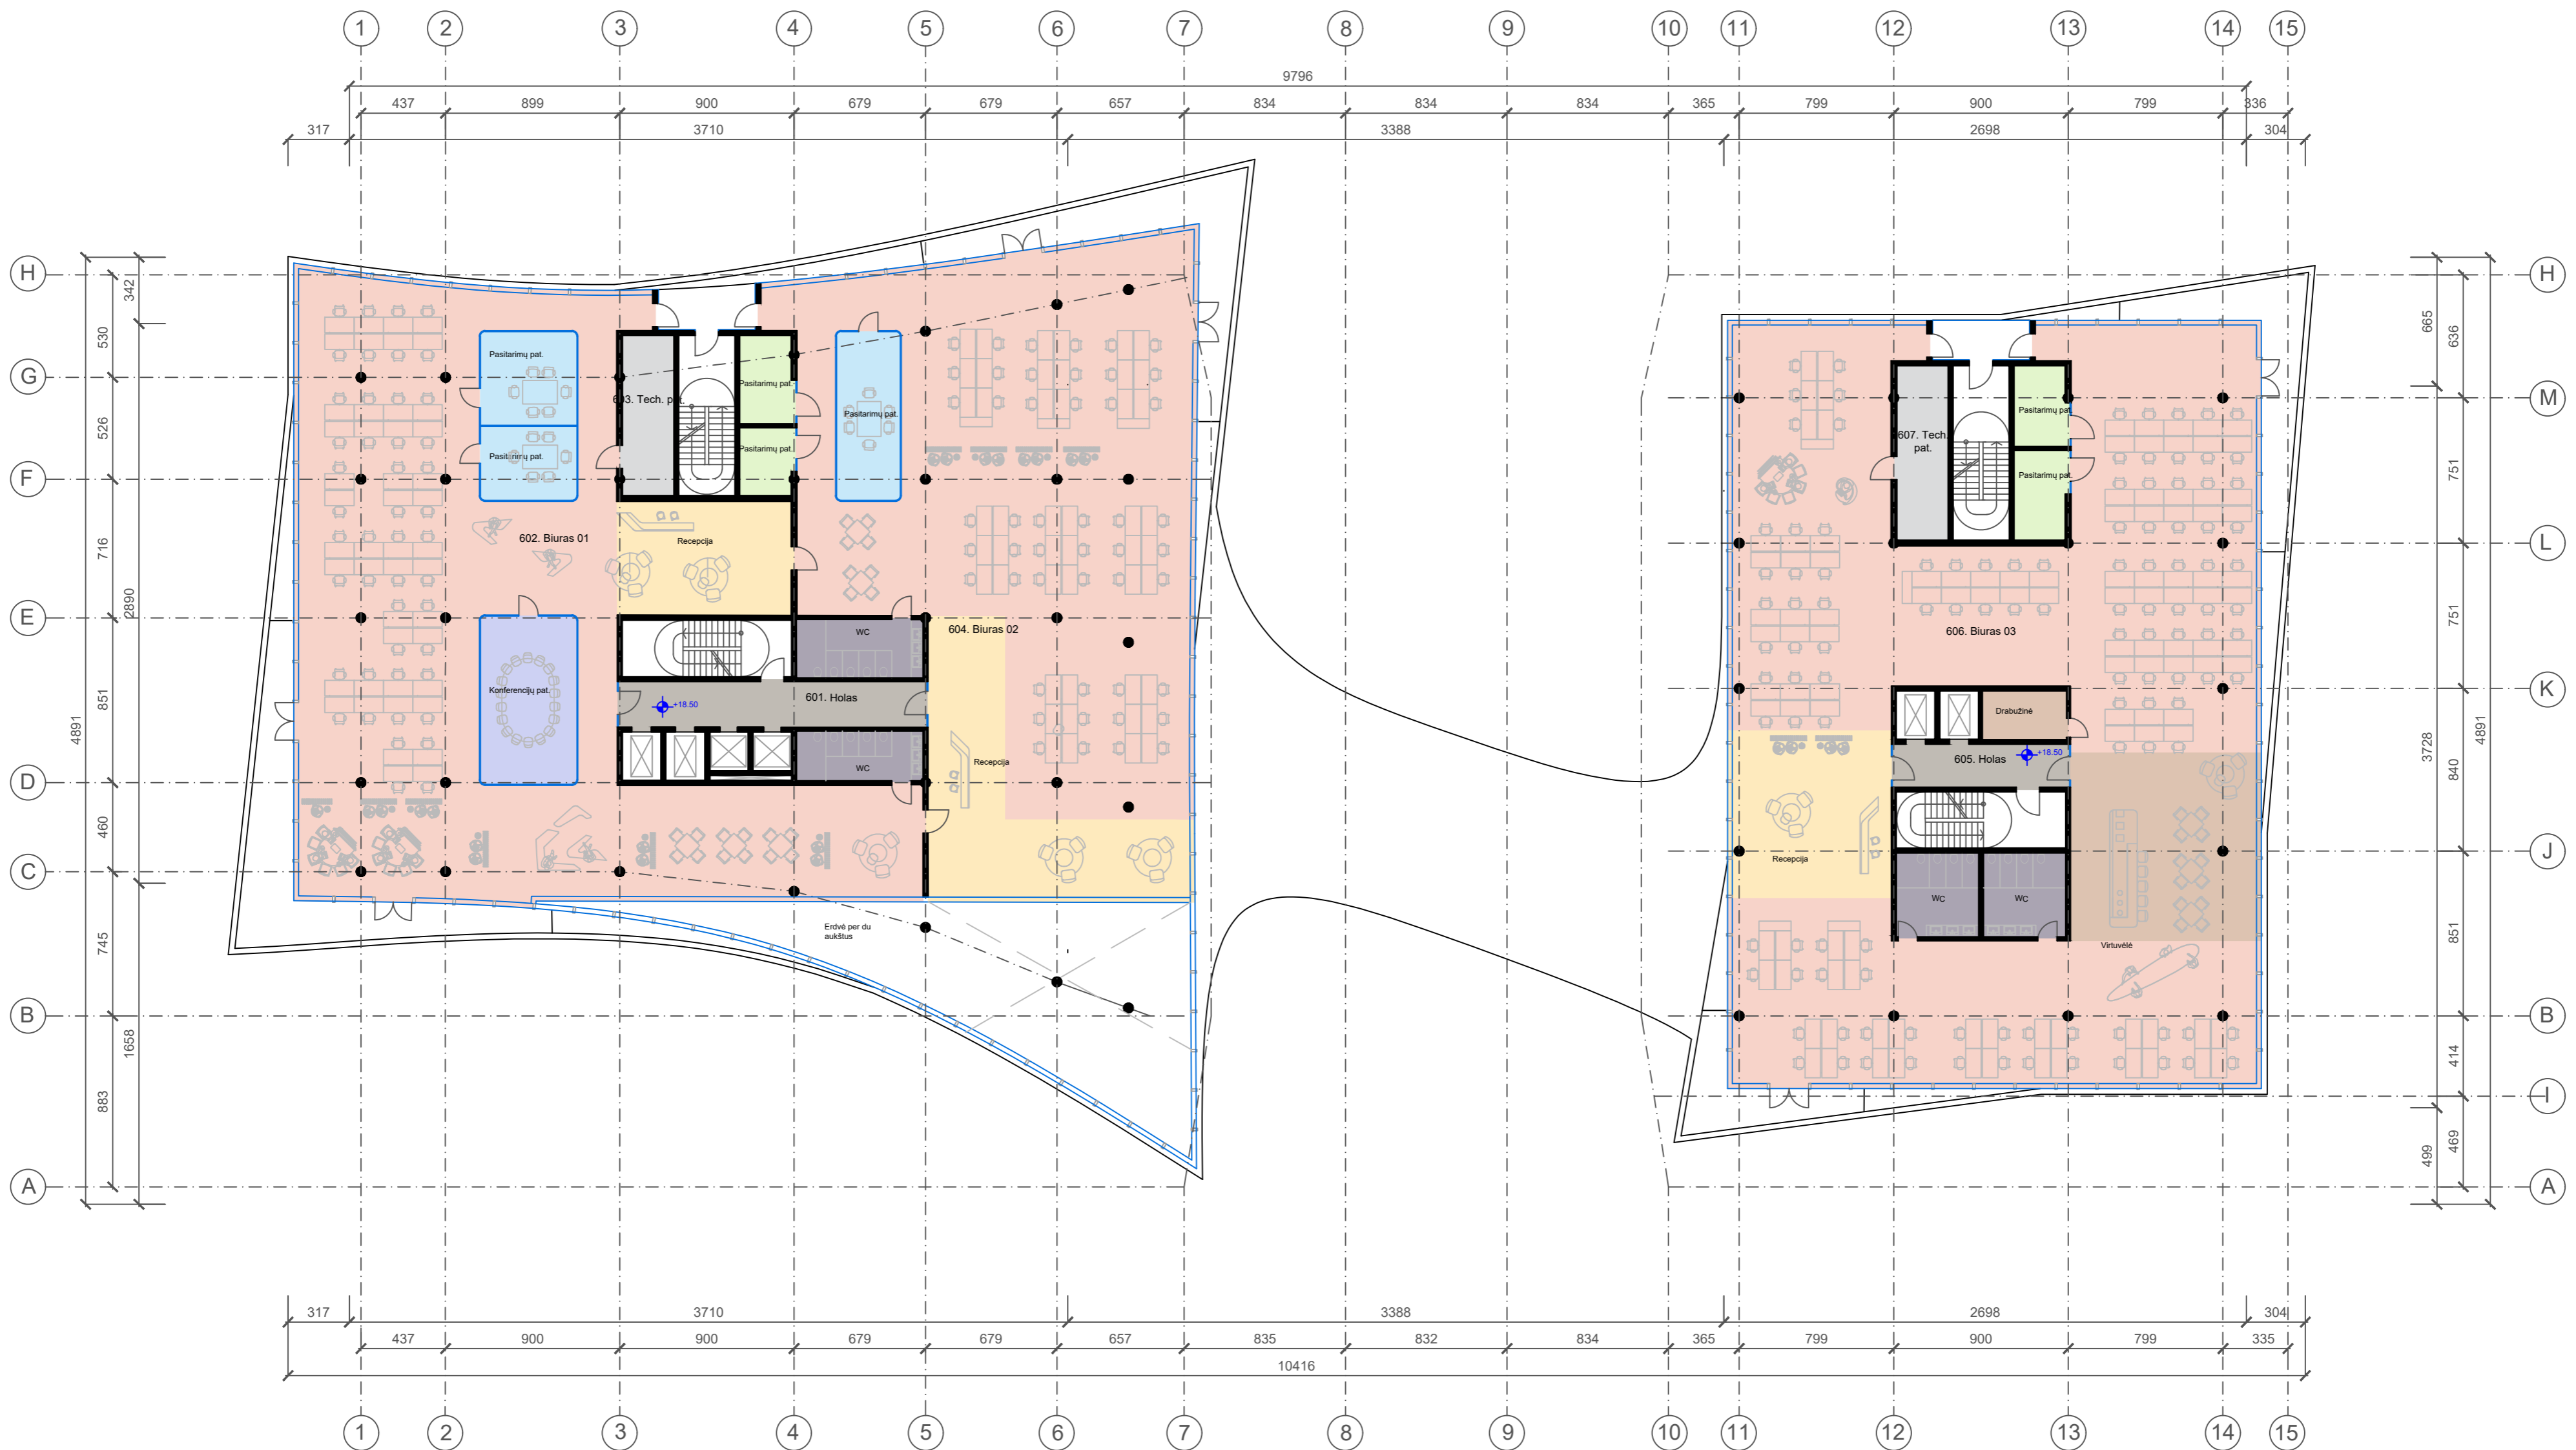 1 2 3 4 5 6 7 8 9 10 11 12 13 14 15
9796
437 899 900 679 679 657 834 834 834 365 799 900 799 336
317 3710 3388 2698 304
H H
G M
F L
E K
D J
C B
B I
A A
342
530
526
716
2890
851
4891
460
745
1658
883
665
636
751
751
3728
4891
840
851
414
469
499
Pasitarimų pat.
Pasitarimų pat.
603. Tech. pat.
Pasitarimų pat.
Pasitarimų pat.
Pasitarimų pat.
602. Biuras 01
Recepcija
WC
604. Biuras 02
Konferencijų pat.
601. Holas
+18.50
WC
Recepcija
Erdvė per du
aukštus
Pasitarimų pat.
607. Tech.
pat.
Pasitarimų pat.
606. Biuras 03
Drabužinė
+18.50
605. Holas
Recepcija
WC
WC
Virtuvėlė
317 3710 3388 2698 304
437 900 900 679 679 657 835 832 834 365 799 900 799 335
10416
1 2 3 4 5 6 7 8 9 10 11 12 13 14 15